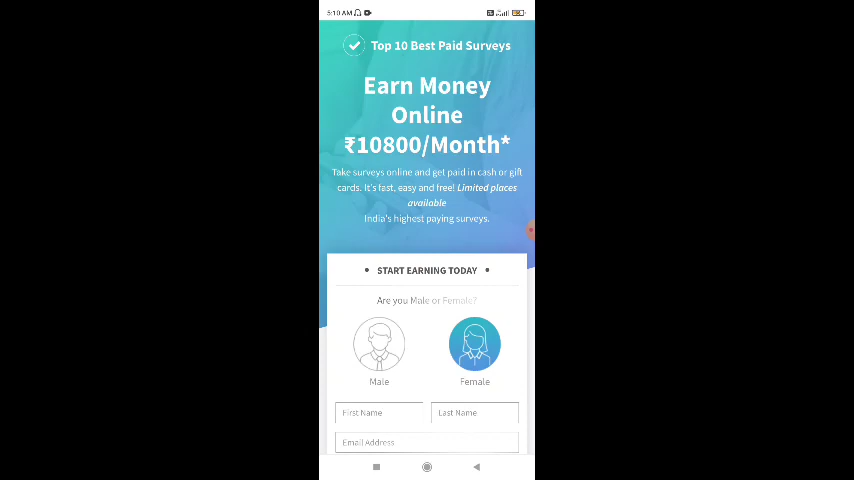 5:10 AM
Top 10 Best Paid Surveys
Earn Money
Online
₹10800/Month*
Take surveys online and get paid in cash or gift
cards. It's fast, easy and free! Limited places
available
India's highest paying surveys.
• START EARNING TODAY •
Are you Male or Female?
Male Female
First Name Last Name
Email Address